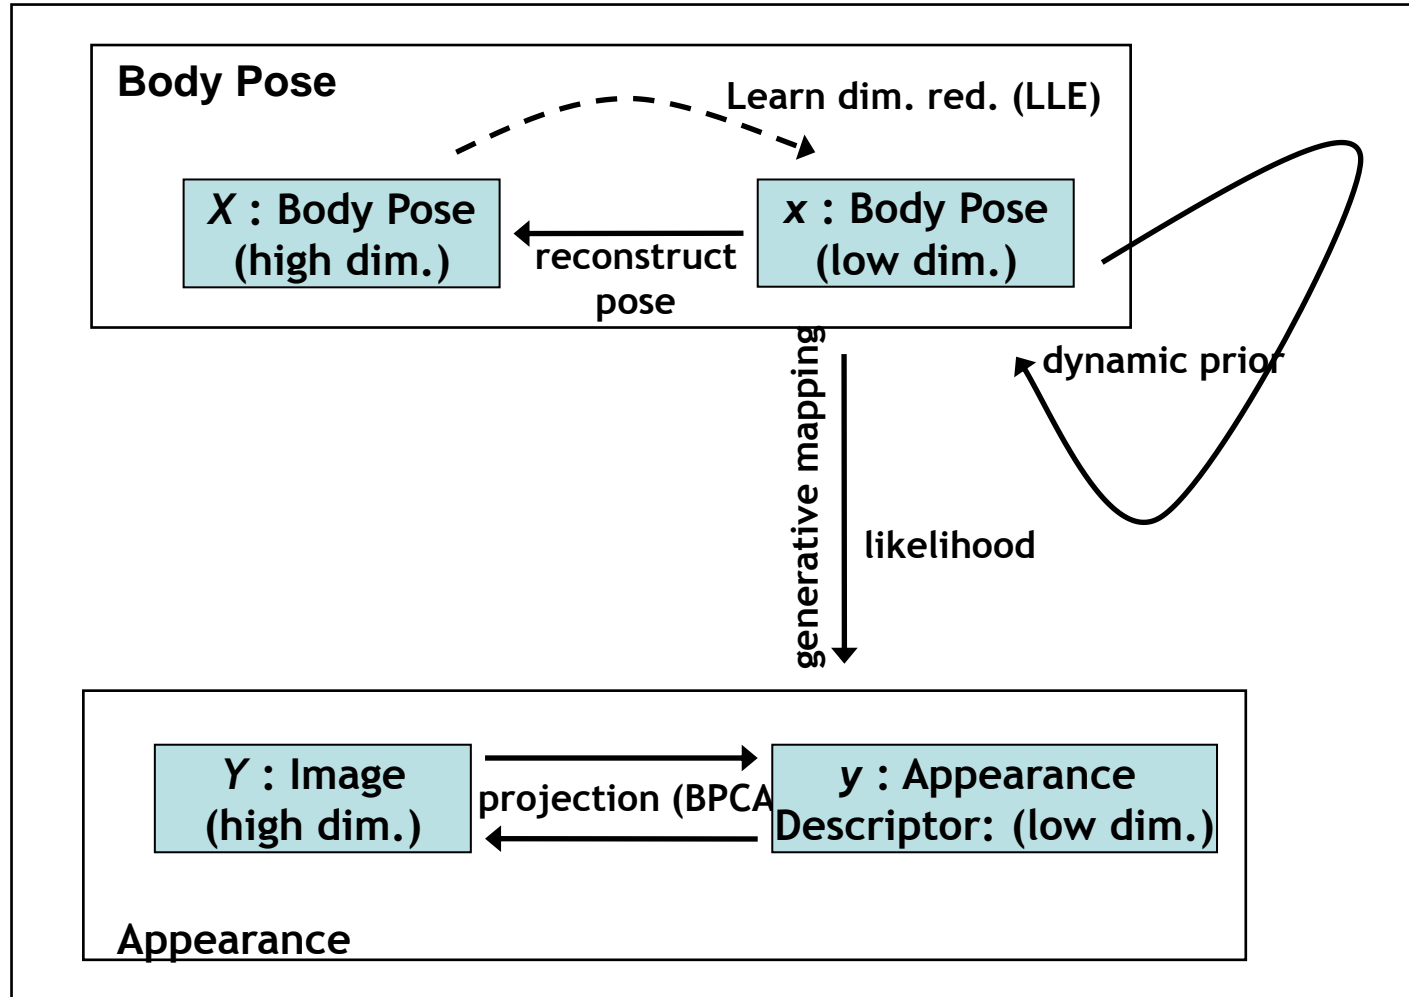 Body Pose
Learn dim. red. (LLE)
X : Body Pose
(high dim.)
reconstruct
pose
x : Body Pose
(low dim.)
dynamic prior
generative mapping
likelihood
Y : Image
(high dim.)
projection (BPCA
y : Appearance
Descriptor: (low dim.)
Appearance